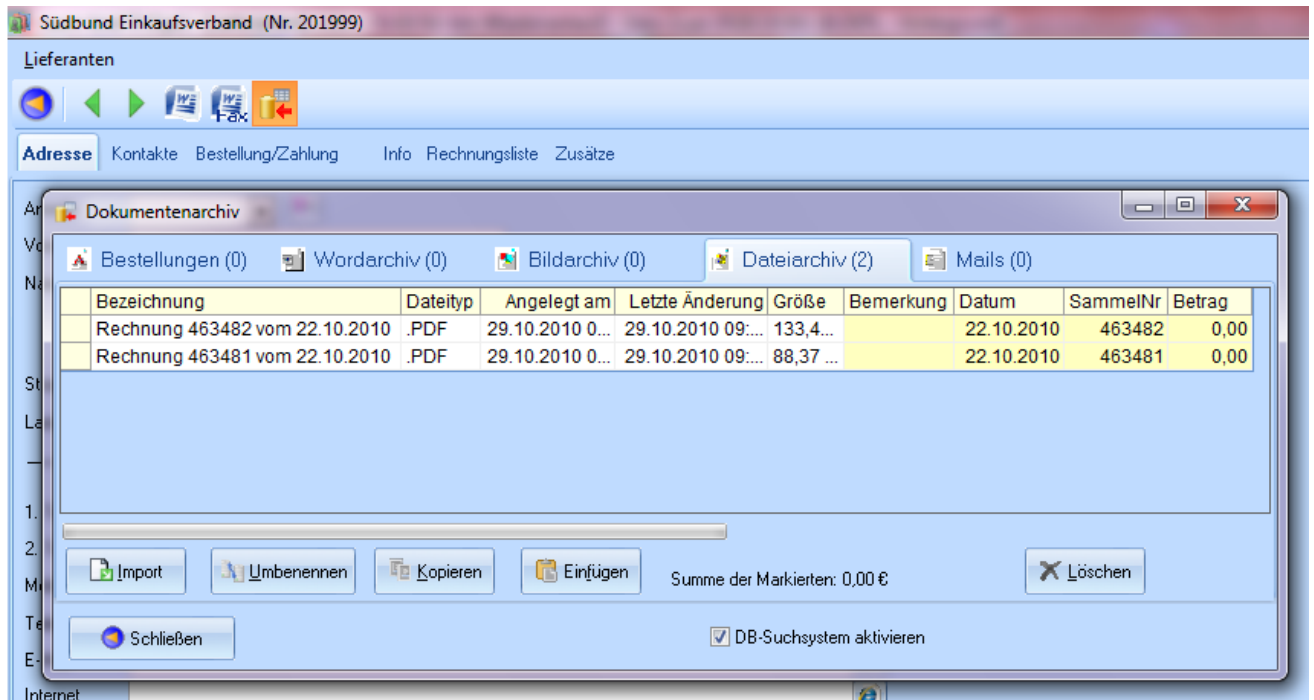 Südbund Einkaufsverband (Nr. 201999)
Lieferanten
Fax
Adresse Kontakte Bestellung/Zahlung Info Rechnungsliste Zusätze
Dokumentenarchiv
Bestellungen (0) Wordarchiv (0) Bildarchiv (0) Dateiarchiv (2) Mails (0)
Bezeichnung Dateityp Angelegt am Letzte Änderung Größe Bemerkung Datum SammelNr Betrag
Rechnung 463482 vom 22.10.2010 .PDF 29.10.2010 0... 29.10.2010 09:... 133,4... 22.10.2010 463482 0,00
Rechnung 463481 vom 22.10.2010 .PDF 29.10.2010 0... 29.10.2010 09:... 88,37 ... 22.10.2010 463481 0,00
1.
2.
Import Umbenennen Kopieren Einfügen Summe der Markierten: 0,00 € Löschen
Schließen DB-Suchsystem aktivieren
E-
Internet